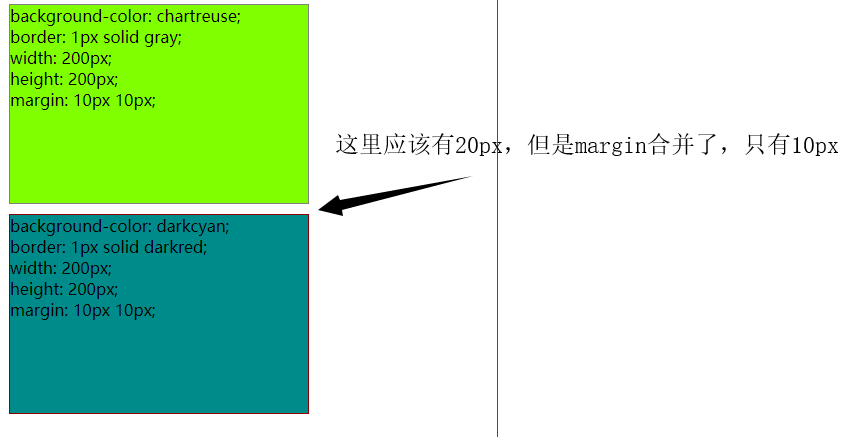 background-color: chartreuse;
border: 1px solid gray;
width: 200px;
height: 200px;
margin: 10px 10px;
这里应该有20px，但是margin合并了，只有10px
background-color: darkcyan;
border: 1px solid darkred;
width: 200px;
height: 200px;
margin: 10px 10px;